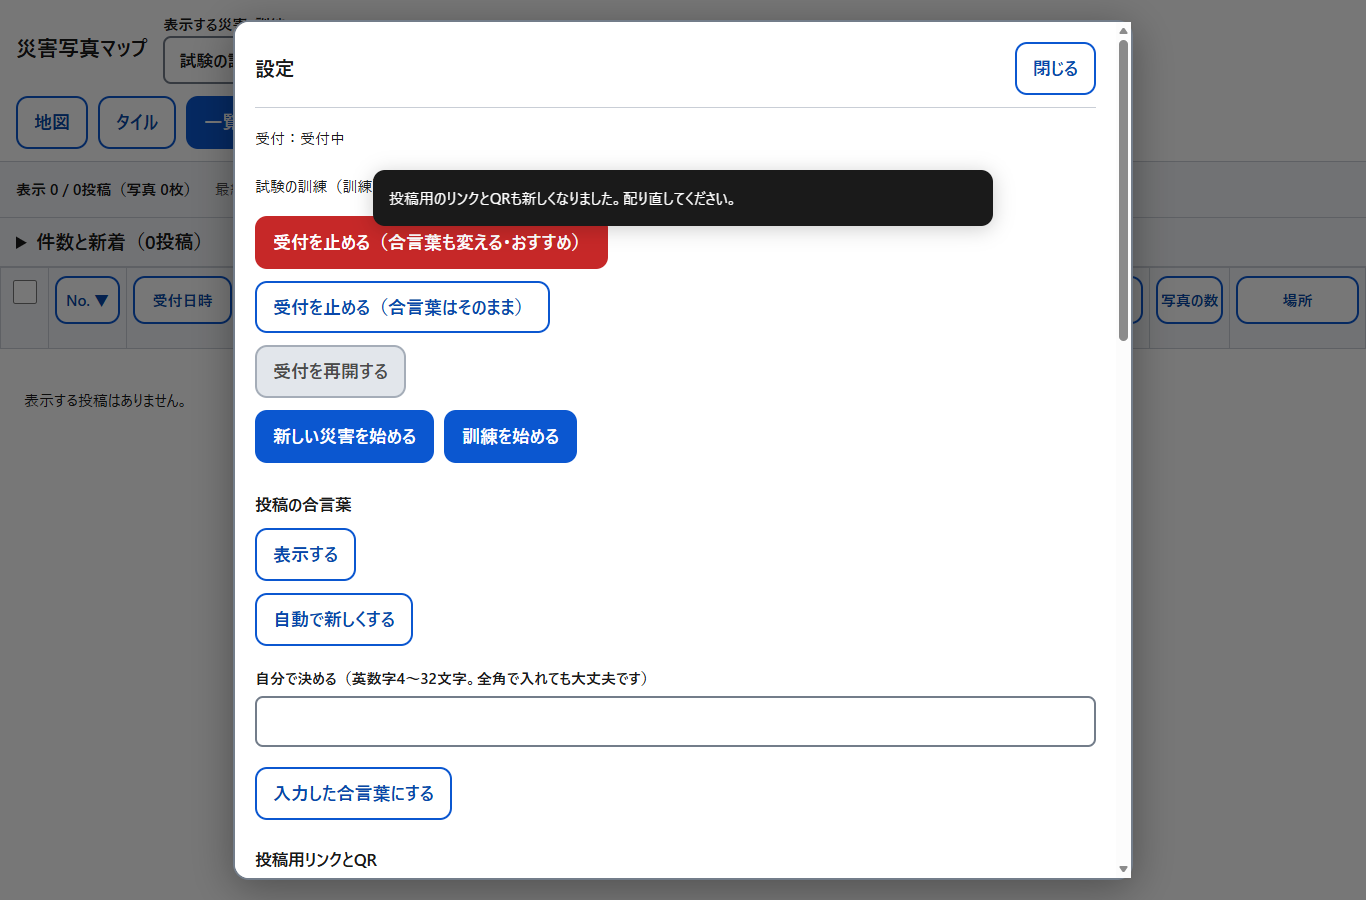 災害写真マップ
表示する災害・訓練
試験の訓
設定
閉じる
地図
タイル
一覧
受付：受付中
表示 0 / 0投稿（写真 0枚）
最終
試験の訓練（訓練
投稿用のリンクとQRも新しくなりました。配り直してください。
▶ 件数と新着（0投稿）
受付を止める（合言葉も変える・おすすめ）
No. ▼
受付日時
写真の数
場所
受付を止める（合言葉はそのまま）
受付を再開する
表示する投稿はありません。
新しい災害を始める
訓練を始める
投稿の合言葉
表示する
自動で新しくする
自分で決める（英数字4～32文字。全角で入れても大丈夫です）
入力した合言葉にする
投稿用リンクとQR